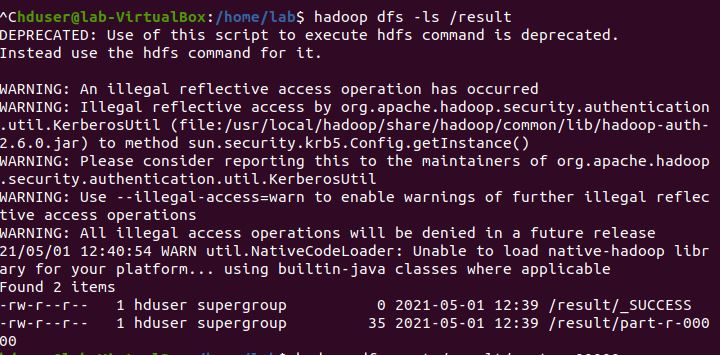 ^Chduser@lab-VirtualBox:/home/lab$ hadoop dfs -ls /result
DEPRECATED: Use of this script to execute hdfs command is deprecated.
Instead use the hdfs command for it.
WARNING: An illegal reflective access operation has occurred
WARNING: Illegal reflective access by org.apache.hadoop.security.authentication
.util.KerberosUtil (file:/usr/local/hadoop/share/hadoop/common/lib/hadoop-auth-
2.6.0.jar) to method sun.security.krb5.Config.getInstance()
WARNING: Please consider reporting this to the maintainers of org.apache.hadoop
.security.authentication.util.KerberosUtil
WARNING: Use --illegal-access=warn to enable warnings of further illegal reflec
tive access operations
WARNING: All illegal access operations will be denied in a future release
21/05/01 12:40:54 WARN util.NativeCodeLoader: Unable to load native-hadoop libr
ary for your platform... using builtin-java classes where applicable
Found 2 items
-rw-r--r--   1 hduser supergroup          0 2021-05-01 12:39 /result/_SUCCESS
-rw-r--r--   1 hduser supergroup         35 2021-05-01 12:39 /result/part-r-000
00